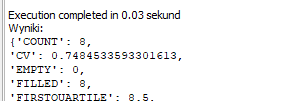 Execution completed in 0.03 sekund
Wyniki:
{'COUNT': 8,
'CV': 0.7484533593301613,
'EMPTY': 0,
'FILLED': 8,
'FIRSTQUARTILE': 8.5,